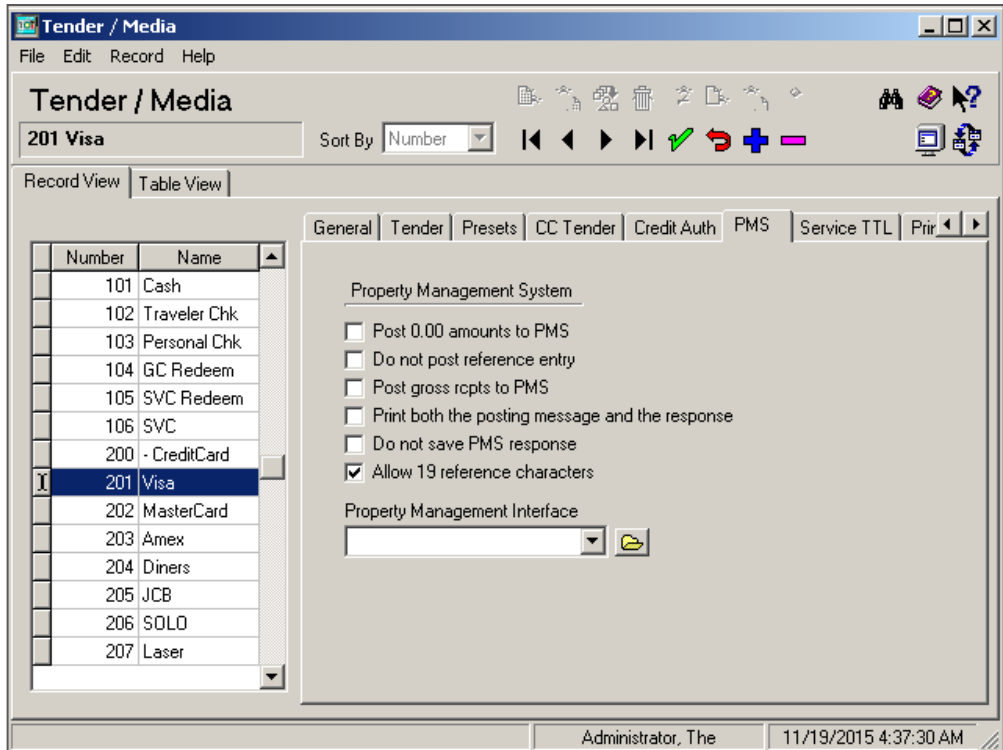 Tender / Media
File Edit Record Help
Tender / Media
201 Visa
Sort By Number
Record View Table View
General Tender Presets CC Tender Credit Auth PMS Service TTL Prir
Number Name
101 Cash
102 Traveler Chk
103 Personal Chk
104 GC Redeem
105 SVC Redeem
106 SVC
200 - CreditCard
201 Visa
202 MasterCard
203 Amex
204 Diners
205 JCB
206 SOLO
207 Laser
Property Management System
Post 0.00 amounts to PMS
Do not post reference entry
Post gross rcpts to PMS
Print both the posting message and the response
Do not save PMS response
Allow 19 reference characters
Property Management Interface
Administrator, The 11/19/2015 4:37:30 AM